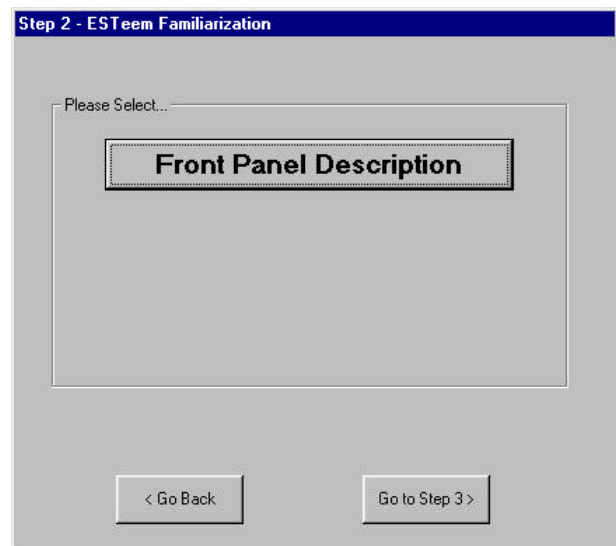 Step 2 - ESTeem Familiarization
Please Select...
Front Panel Description
< Go Back
Go to Step 3 >